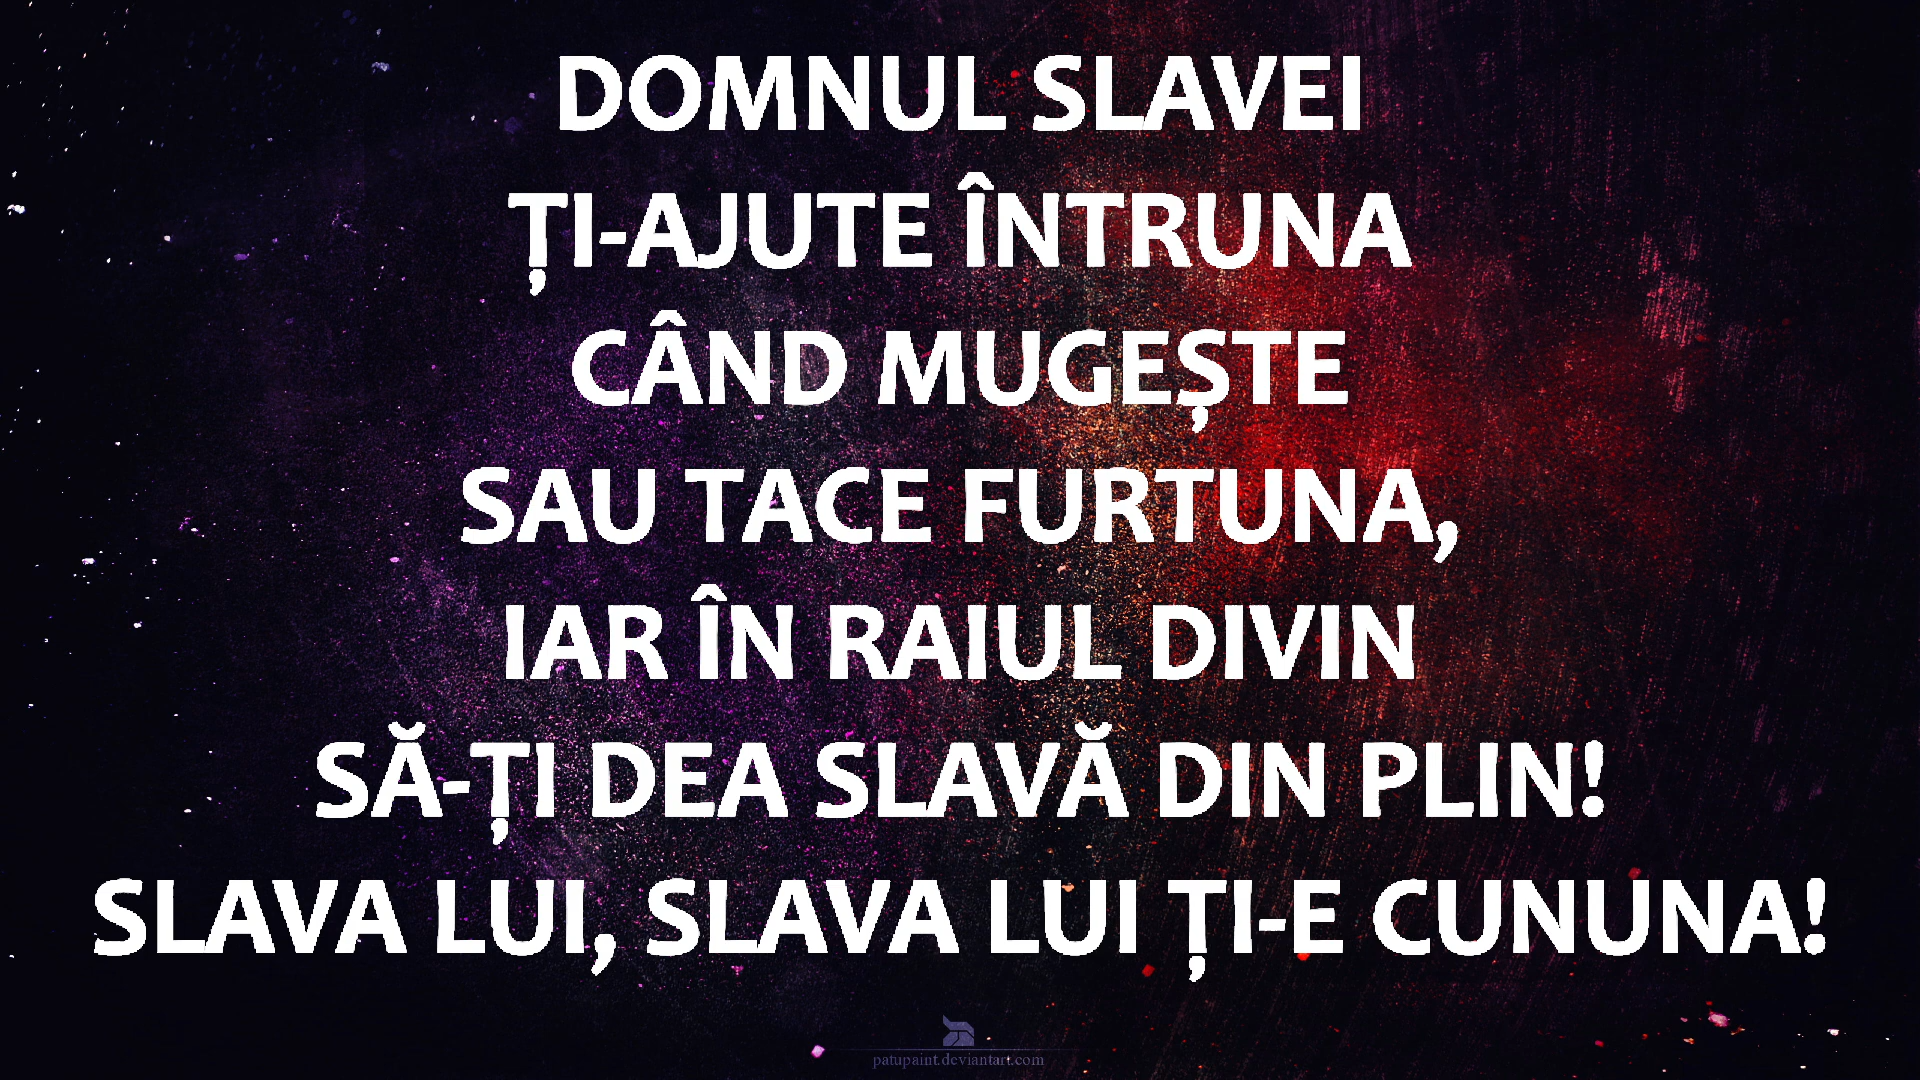 DOMNUL SLAVEI
ȚI-AJUTE ÎNTRUNA
CÂND MUGEȘTE
SAU TACE FURTUNA,
IAR ÎN RAIUL DIVIN
SĂ-ȚI DEA SLAVĂ DIN PLIN!
SLAVA LUI, SLAVA LUI ȚI-E CUNUNA!
patupaint.deviantart.com